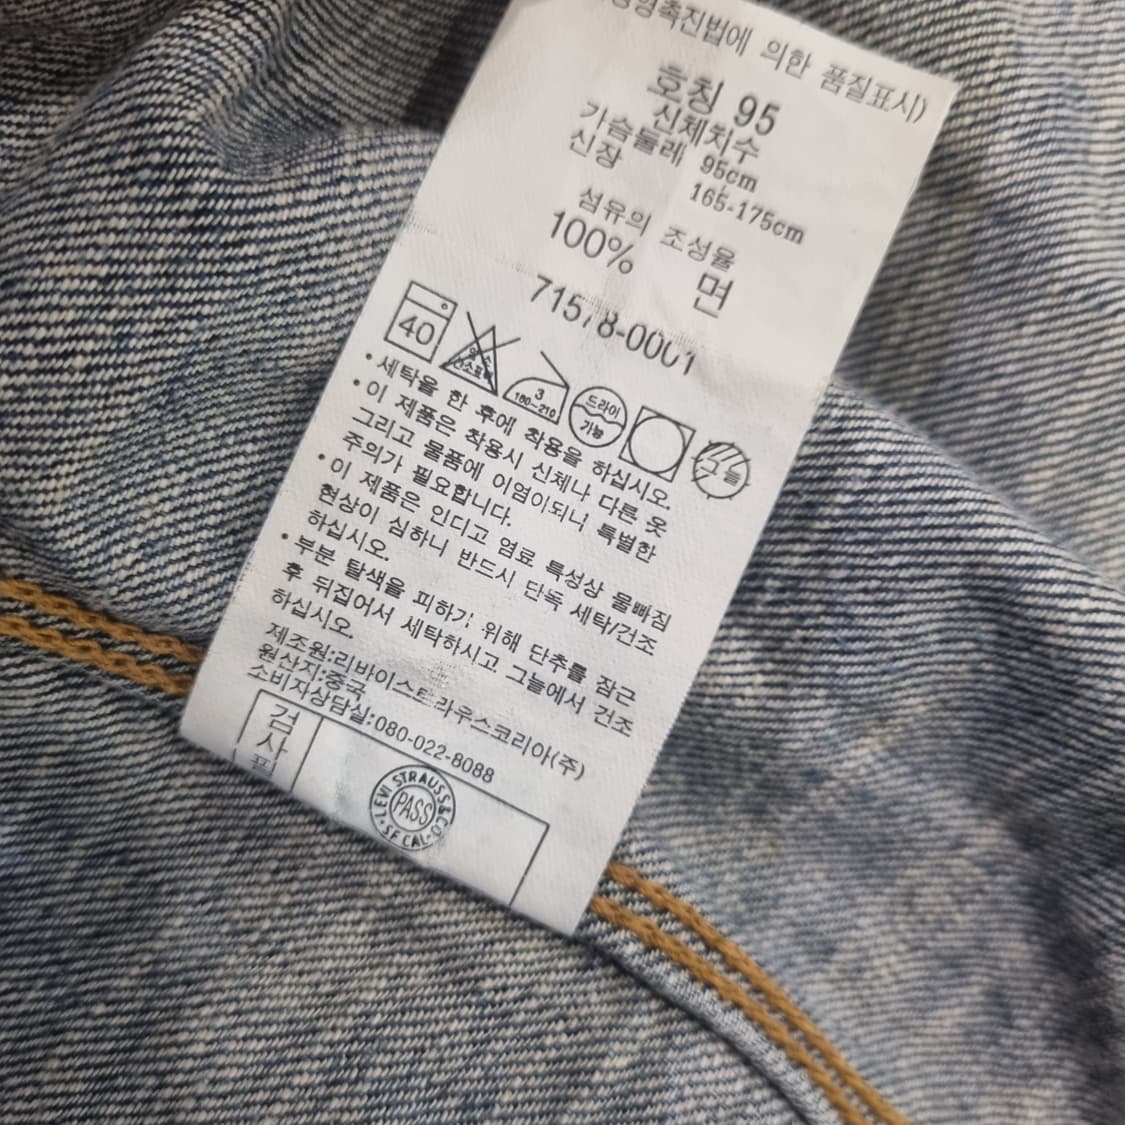 촉진법에 의한 품질표시)
호칭 95
신체치수
가슴둘레 95cm
신장 165-175cm
섬유의 조성율
100% 면
71578-0001
40
3
180~210
드라이
가능
그늘
• 세탁을 한 후에 착용을 하십시오.
• 이 제품은 착용시 신체나 다른 옷
그리고 물품에 이염이되니 특별한
주의가 필요합니다.
• 이 제품은 인디고 염료 특성상 물빠짐
현상이 심하니 반드시 단독 세탁/건조
하십시오.
• 부분 탈색을 피하기 위해 단추를 잠근
후 뒤집어서 세탁하시고 그늘에서 건조
하십시오.
제조원:리바이스트라우스코리아(주)
원산지:중국
소비자상담실:080-022-8088
검사필
LEVI STRAUSS & CO.
PASS
S F CAL